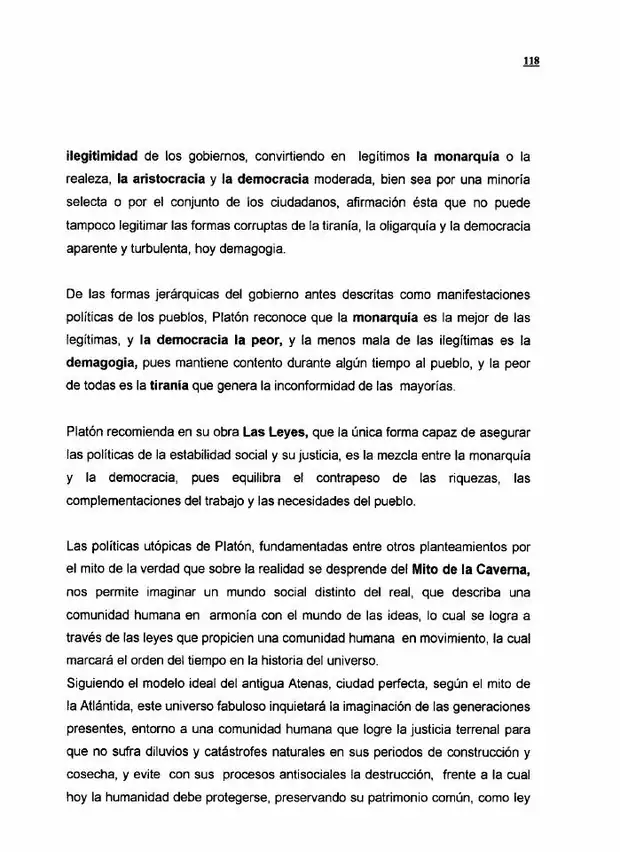 118
ilegitimidad de los gobiernos, convirtiendo en legítimos la monarquía o la
realeza, la aristocracia y la democracia moderada, bien sea por una minoría
selecta o por el conjunto de los ciudadanos, afirmación ésta que no puede
tampoco legitimar las formas corruptas de la tiranía, la oligarquía y la democracia
aparente y turbulenta, hoy demagogia.
De las formas jerárquicas del gobierno antes descritas como manifestaciones
políticas de los pueblos, Platón reconoce que la monarquía es la mejor de las
legítimas, y la democracia la peor, y la menos mala de las ilegítimas es la
demagogia, pues mantiene contento durante algún tiempo al pueblo, y la peor
de todas es la tiranía que genera la inconformidad de las mayorías.
Platón recomienda en su obra Las Leyes, que la única forma capaz de asegurar
las políticas de la estabilidad social y su justicia, es la mezcla entre la monarquía
y la democracia, pues equilibra el contrapeso de las riquezas, las
complementaciones del trabajo y las necesidades del pueblo.
Las políticas utópicas de Platón, fundamentadas entre otros planteamientos por
el mito de la verdad que sobre la realidad se desprende del Mito de la Caverna,
nos permite imaginar un mundo social distinto del real, que describa una
comunidad humana en armonía con el mundo de las ideas, lo cual se logra a
través de las leyes que propicien una comunidad humana en movimiento, la cual
marcará el orden del tiempo en la historia del universo.
Siguiendo el modelo ideal del antigua Atenas, ciudad perfecta, según el mito de
la Atlántida, este universo fabuloso inquietará la imaginación de las generaciones
presentes, entorno a una comunidad humana que logre la justicia terrenal para
que no sufra diluvios y catástrofes naturales en sus periodos de construcción y
cosecha, y evite con sus procesos antisociales la destrucción, frente a la cual
hoy la humanidad debe protegerse, preservando su patrimonio común, como ley